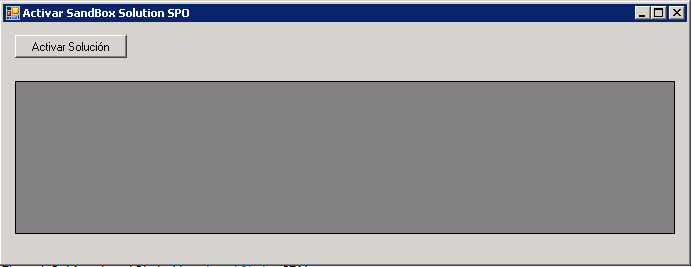 Activar SandBox Solution SPO
Activar Solución